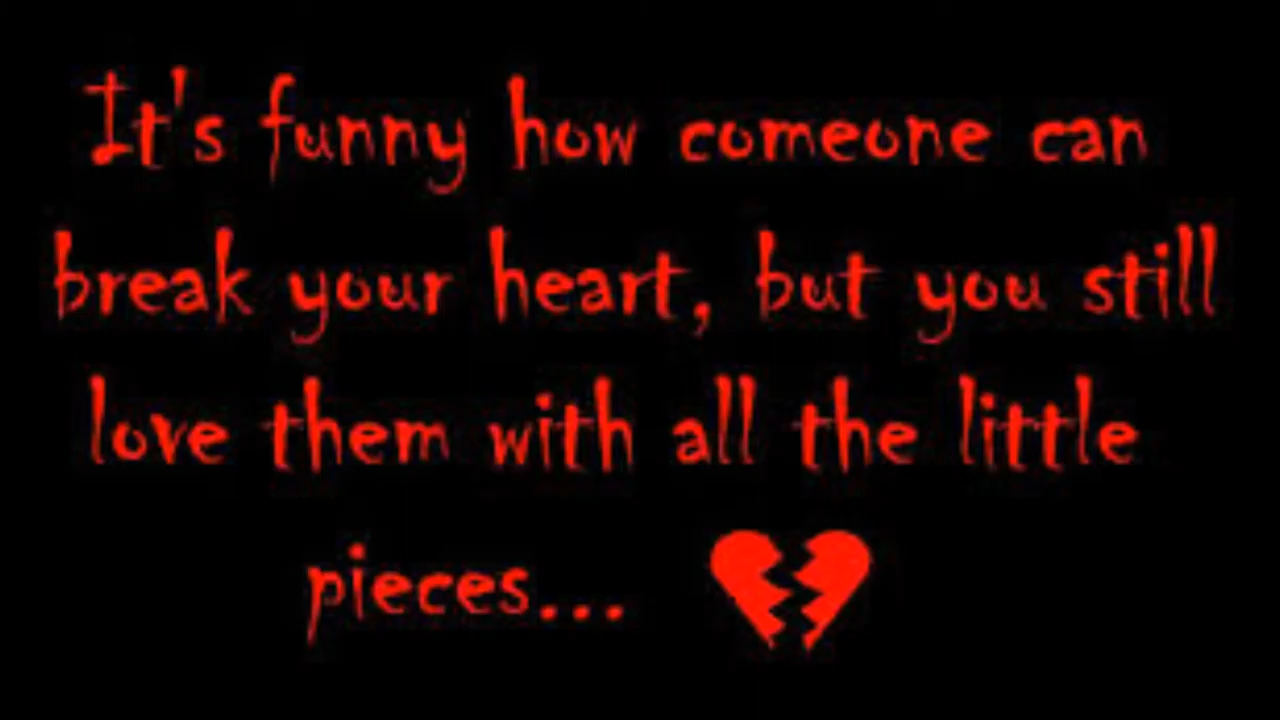 It's funny how comeone can
break your heart, but you still
love them with all the little
pieces...